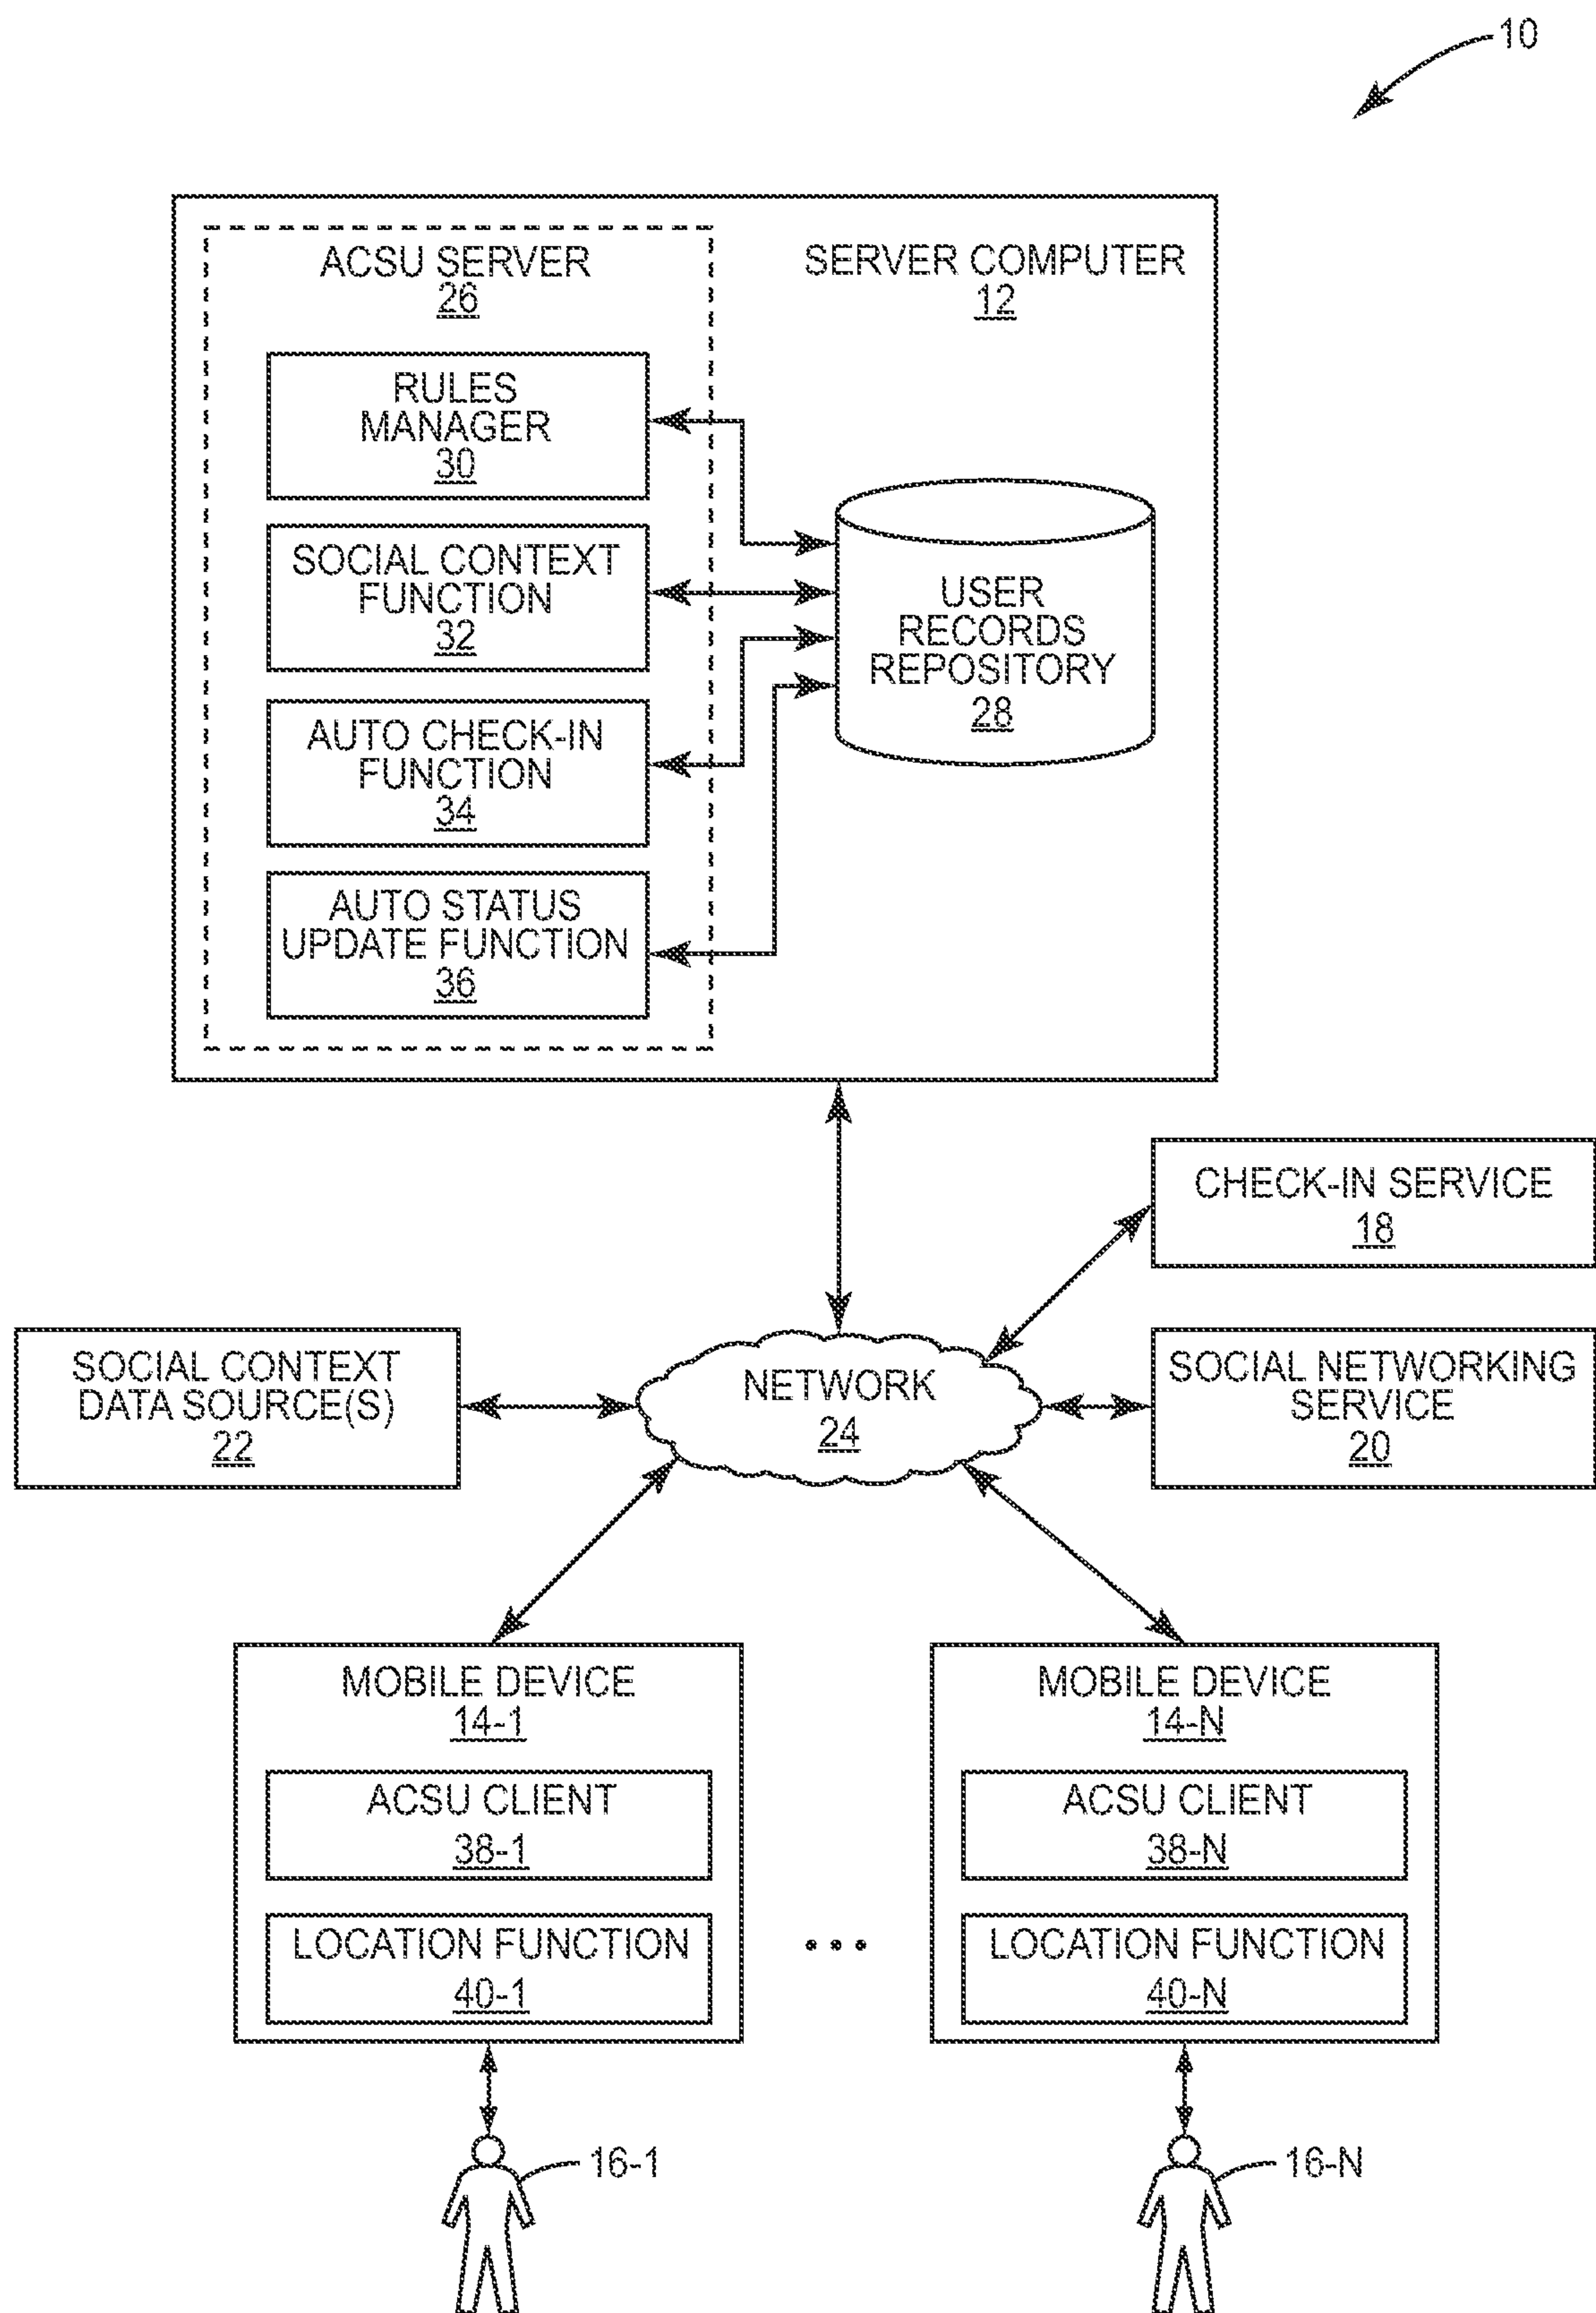 10
ACSU SERVER
26
SERVER COMPUTER
12
RULES
MANAGER
30
SOCIAL CONTEXT
FUNCTION
32
AUTO CHECK-IN
FUNCTION
34
AUTO STATUS
UPDATE FUNCTION
36
USER
RECORDS
REPOSITORY
28
CHECK-IN SERVICE
18
SOCIAL CONTEXT
DATA SOURCE(S)
22
NETWORK
24
SOCIAL NETWORKING
SERVICE
20
MOBILE DEVICE
14-1
ACSU CLIENT
38-1
LOCATION FUNCTION
40-1
...
MOBILE DEVICE
14-N
ACSU CLIENT
38-N
LOCATION FUNCTION
40-N
16-1
16-N